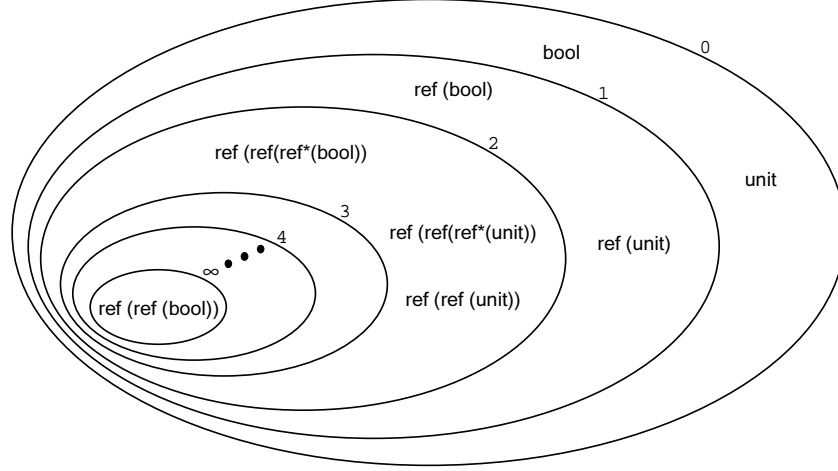 0
bool
1
ref (bool)
2
ref (ref(ref*(bool))
unit
3
ref (ref(ref*(unit))
4
ref (unit)
∞
ref (ref (unit))
ref (ref (bool))